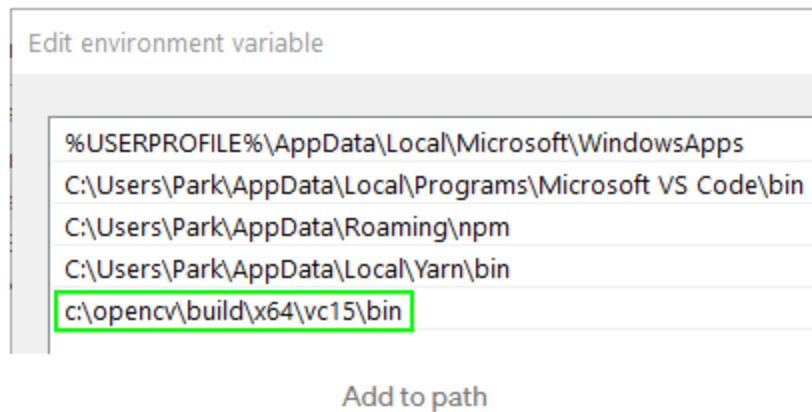 Edit environment variable
%USERPROFILE%\AppData\Local\Microsoft\WindowsApps
C:\Users\Park\AppData\Local\Programs\Microsoft VS Code\bin
C:\Users\Park\AppData\Roaming\npm
C:\Users\Park\AppData\Local\Yarn\bin
c:\opencv\build\x64\vc15\bin
Add to path